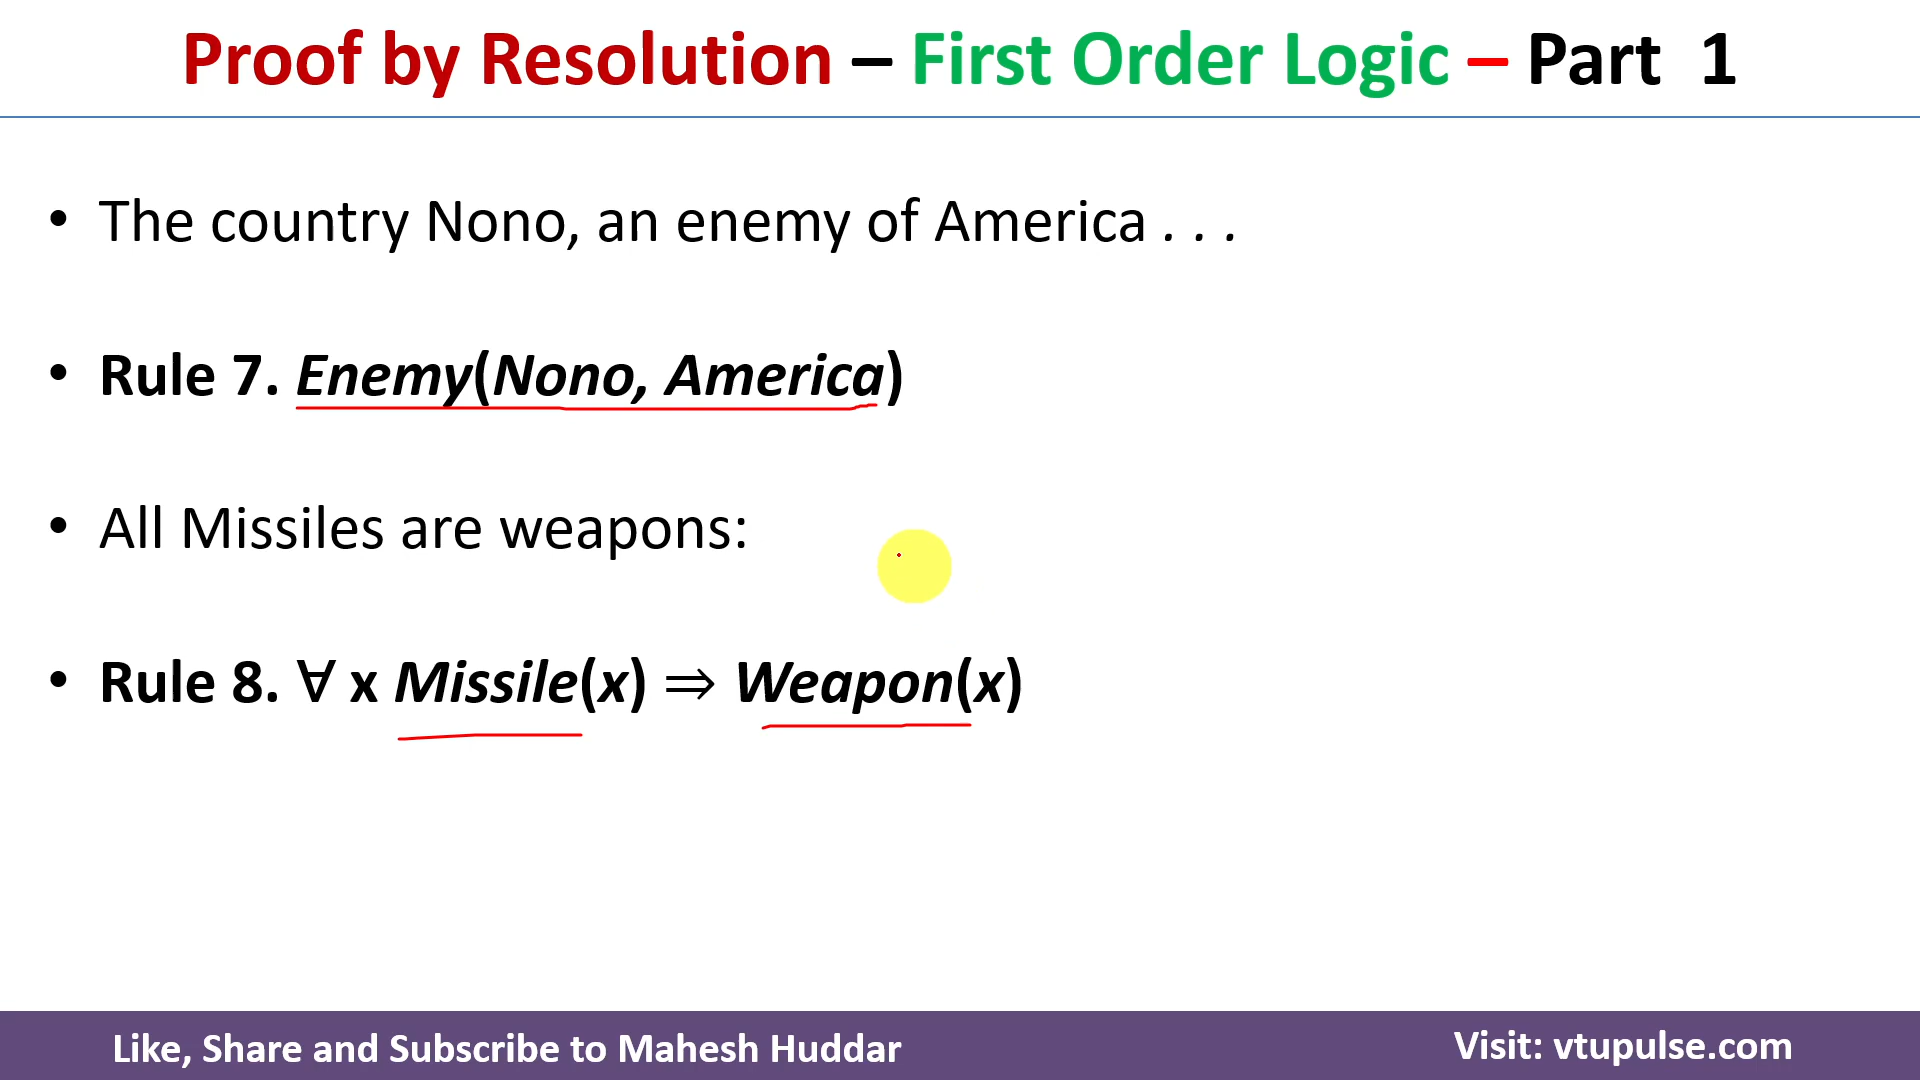 Proof by Resolution – First Order Logic – Part 1
• The country Nono, an enemy of America . . .
• Rule 7. Enemy(Nono, America)
• All Missiles are weapons:
• Rule 8. ∀ x Missile(x) ⇒ Weapon(x)
Like, Share and Subscribe to Mahesh Huddar
Visit: vtupulse.com